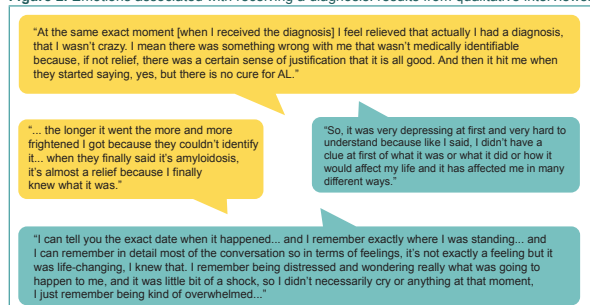 Figure 2. Emotions associated with receiving a diagnosis: results from qualitative interviews
“At the same exact moment [when I received the diagnosis] I feel relieved that actually I had a diagnosis,
that I wasn’t crazy. I mean there was something wrong with me that wasn’t medically identifiable
because, if not relief, there was a certain sense of justification that it is all good. And then it hit me when
they started saying, yes, but there is no cure for AL.”
“... the longer it went the more and more
frightened I got because they couldn’t identify
it... when they finally said it’s amyloidosis,
it’s almost a relief because I finally
knew what it was.”
“So, it was very depressing at first and very hard to
understand because like I said, I didn’t have a
clue at first of what it was or what it did or how it
would affect my life and it has affected me in many
different ways.”
“I can tell you the exact date when it happened... and I remember exactly where I was standing... and
I can remember in detail most of the conversation so in terms of feelings, it’s not exactly a feeling but it
was life-changing, I knew that. I remember being distressed and wondering really what was going to
happen to me, and it was little bit of a shock, so I didn’t necessarily cry or anything at that moment,
I just remember being kind of overwhelmed...”